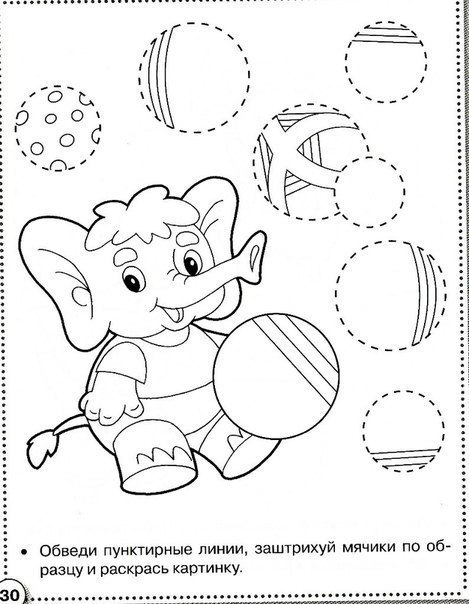 • Обведи пунктирные линии, заштрихуй мячики по об-
разцу и раскрась картинку.
30